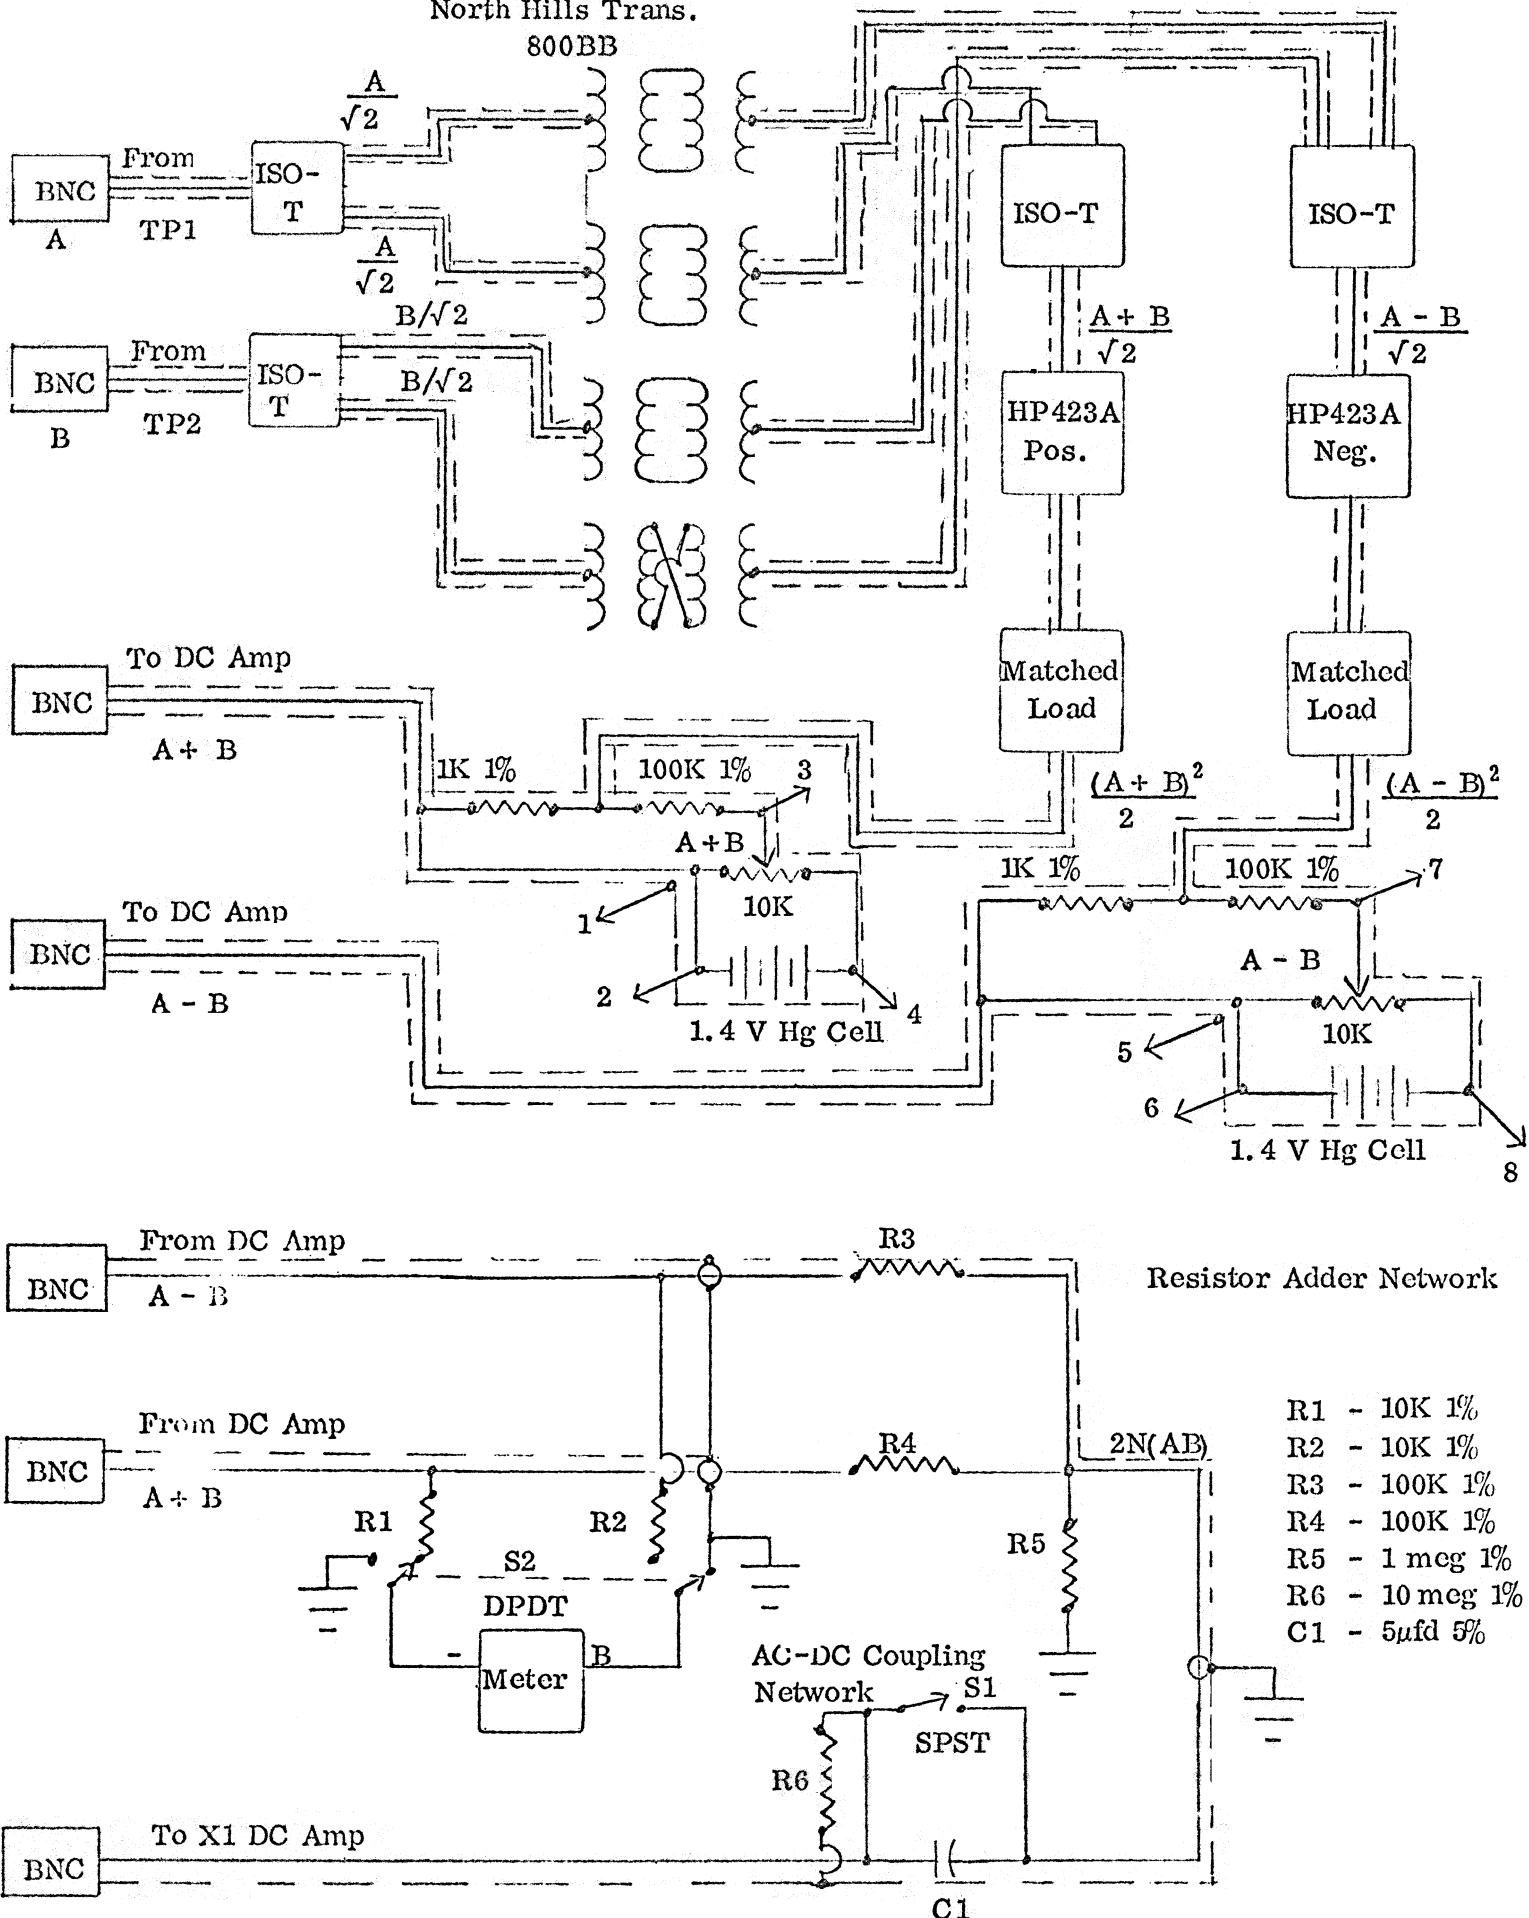 North Hills Trans.
800BB
A
√2
From
BNC
ISO-
T
TP1
A
A
√2
B/√2
From
BNC
ISO-
T
B/√2
TP2
B
ISO-T
ISO-T
A + B
√2
A - B
√2
HP423A
Pos.
HP423A
Neg.
To DC Amp
BNC
A + B
Matched
Load
Matched
Load
1K 1%
100K 1%
3
(A + B)²
2
(A - B)²
2
A+B
10K
1
2
4
1.4 V Hg Cell
To DC Amp
BNC
A - B
1K 1%
100K 1%
7
A - B
10K
5
6
1.4 V Hg Cell
8
From DC Amp
BNC
A - B
R3
Resistor Adder Network
From DC Amp
BNC
A + B
R4
2N(AB)
R1 - 10K 1%
R2 - 10K 1%
R3 - 100K 1%
R4 - 100K 1%
R5 - 1 meg 1%
R6 - 10 meg 1%
C1 - 5µfd 5%
R1
R2
R5
S2
DPDT
- Meter B
AC-DC Coupling
Network
S1
SPST
R6
To X1 DC Amp
BNC
C1